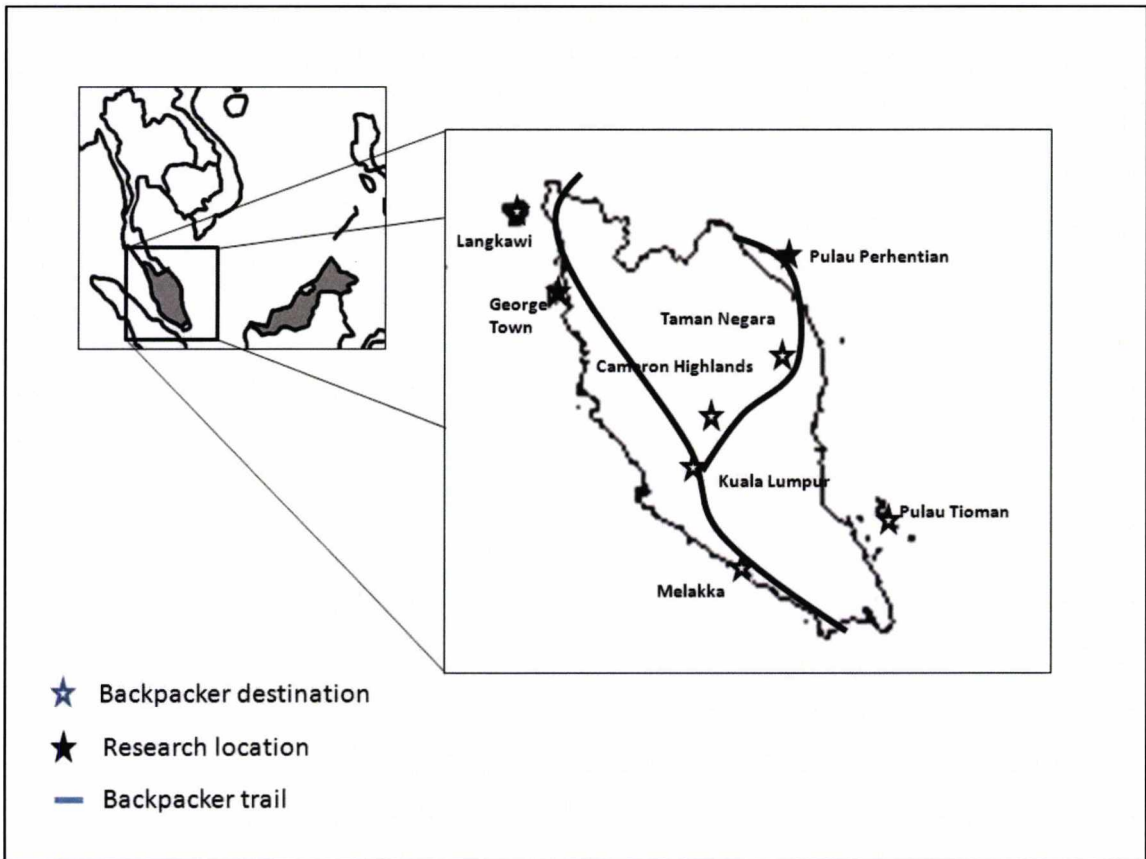 Langkawi
George
Town
Pulau Perhentian
Taman Negara
Cameron Highlands
Kuala Lumpur
Pulau Tioman
Melakka
Backpacker destination
Research location
Backpacker trail